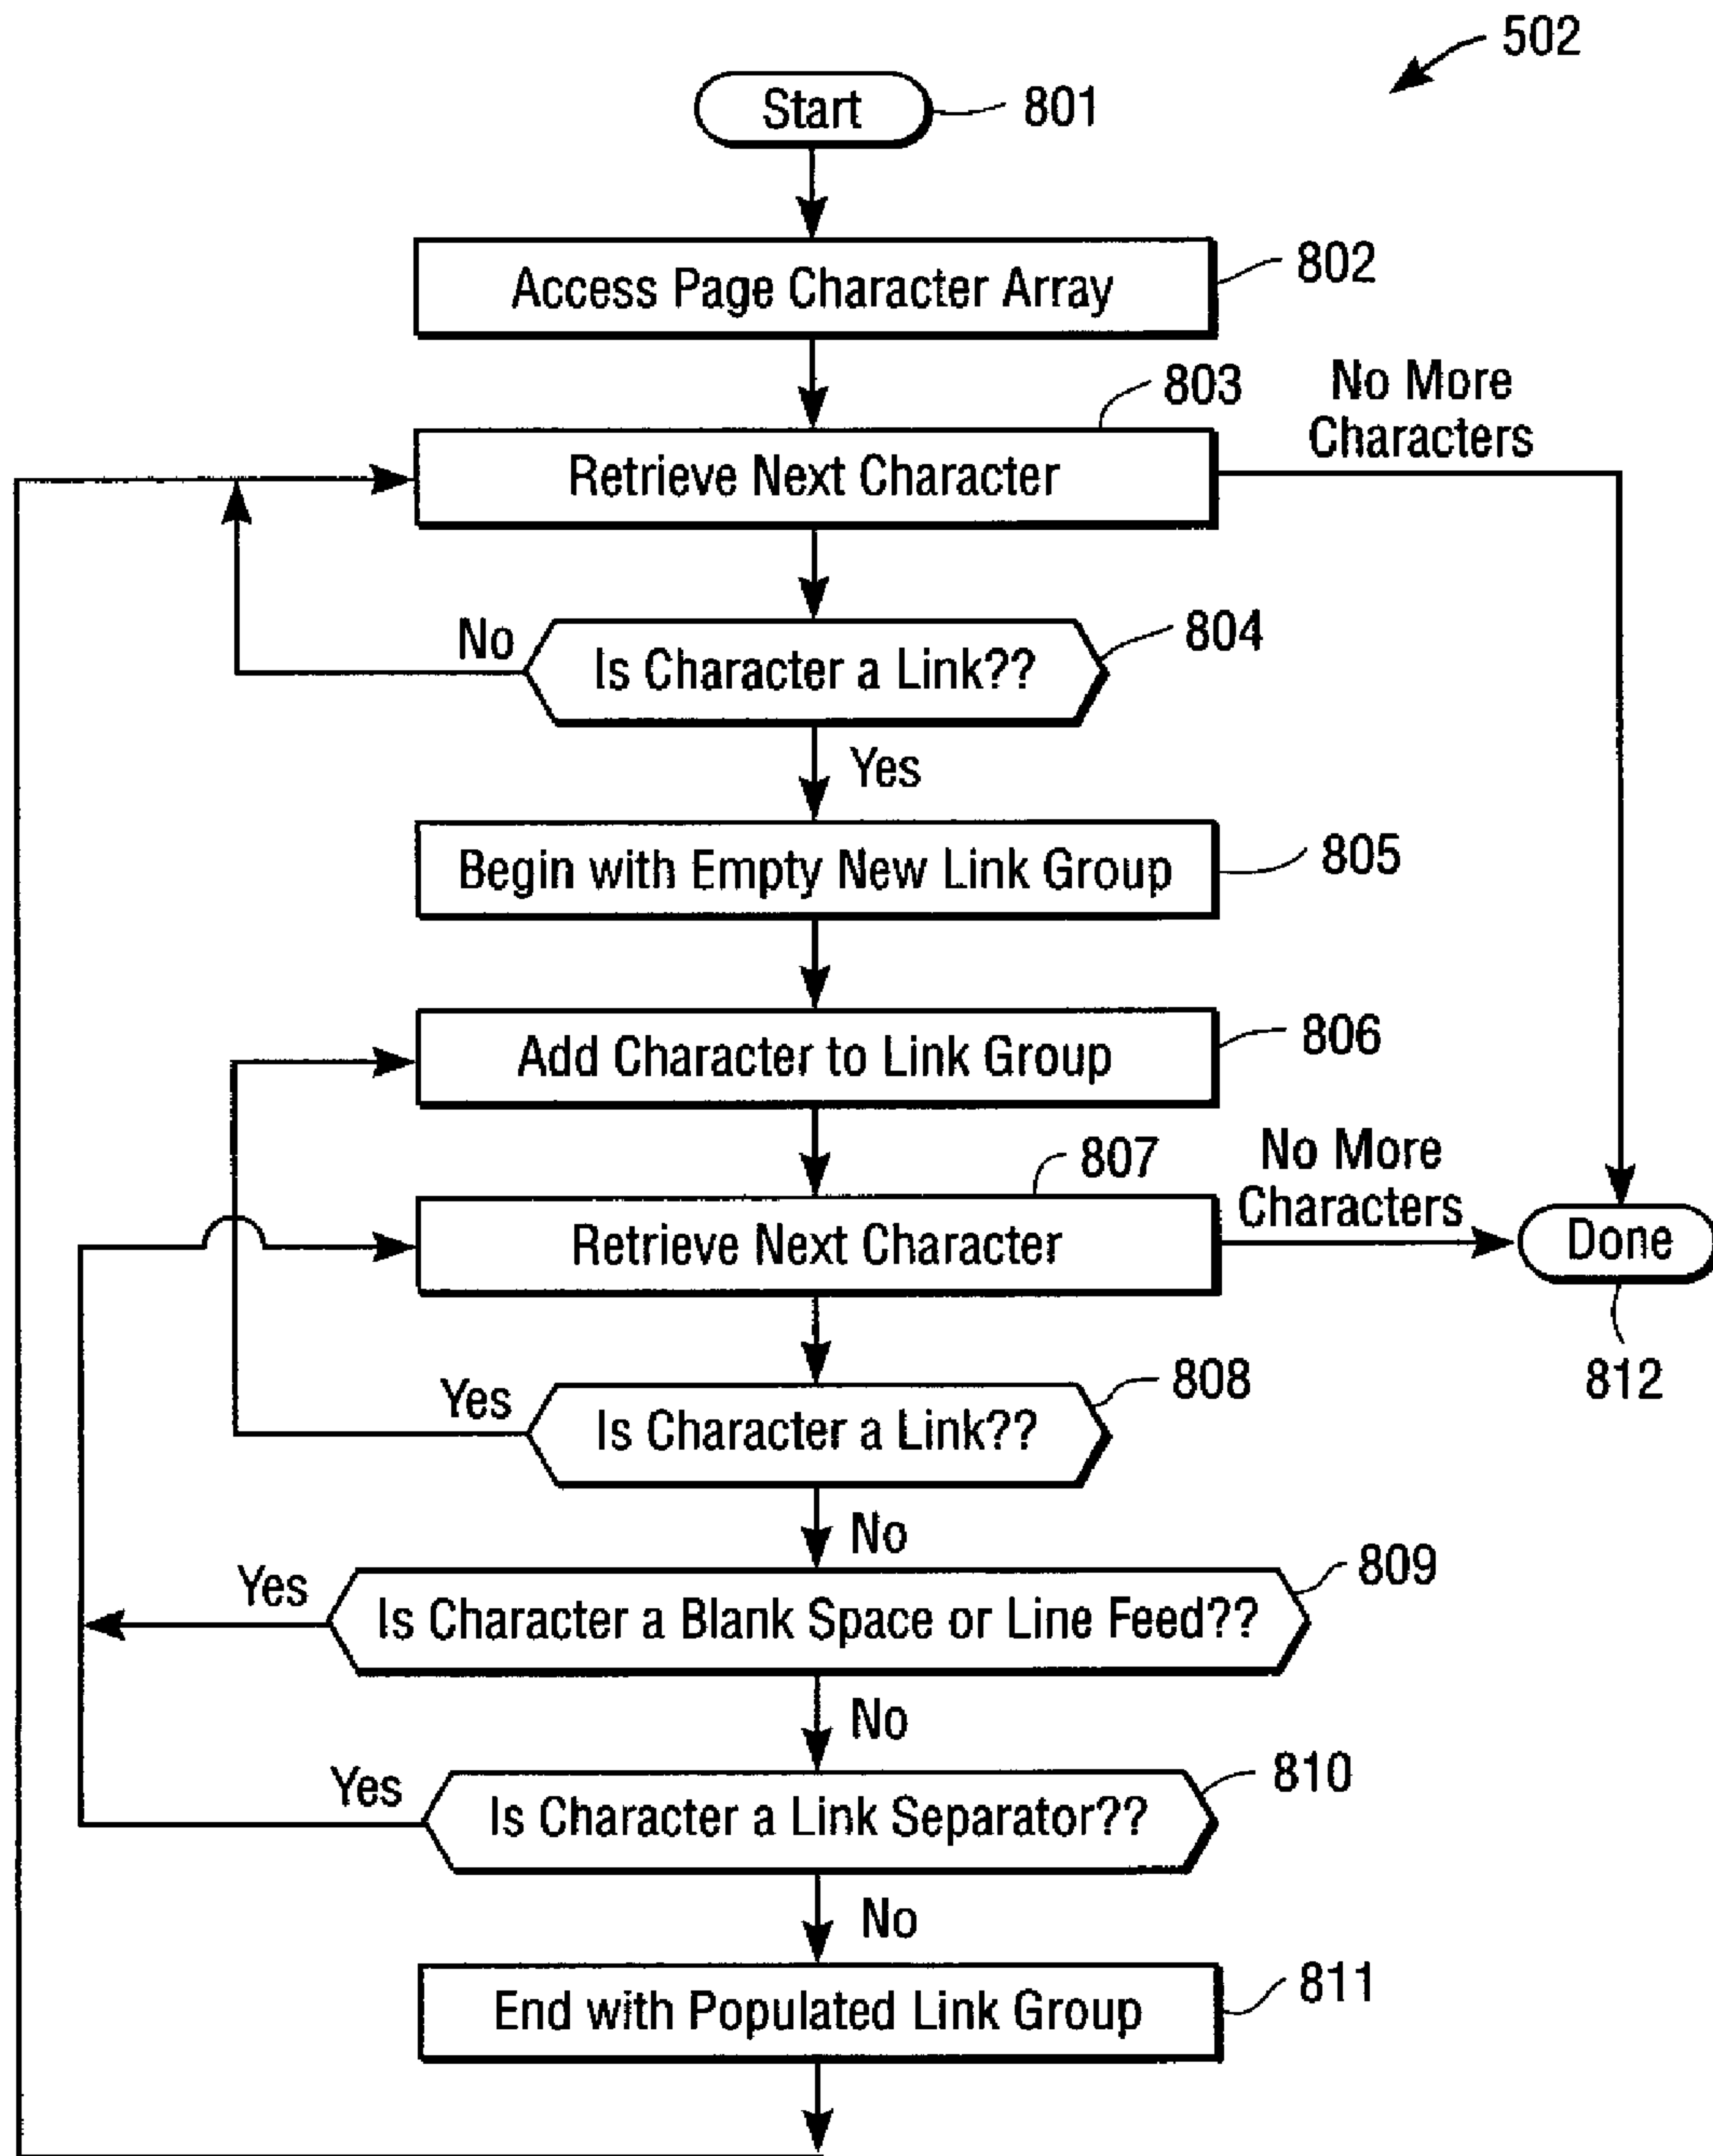 502
Start
801
Access Page Character Array
802
803
No More
Characters
Retrieve Next Character
804
No
Is Character a Link??
Yes
Begin with Empty New Link Group
805
Add Character to Link Group
806
807
No More
Characters
Retrieve Next Character
Done
812
808
Yes
Is Character a Link??
No
809
Yes
Is Character a Blank Space or Line Feed??
No
810
Yes
Is Character a Link Separator??
No
End with Populated Link Group
811